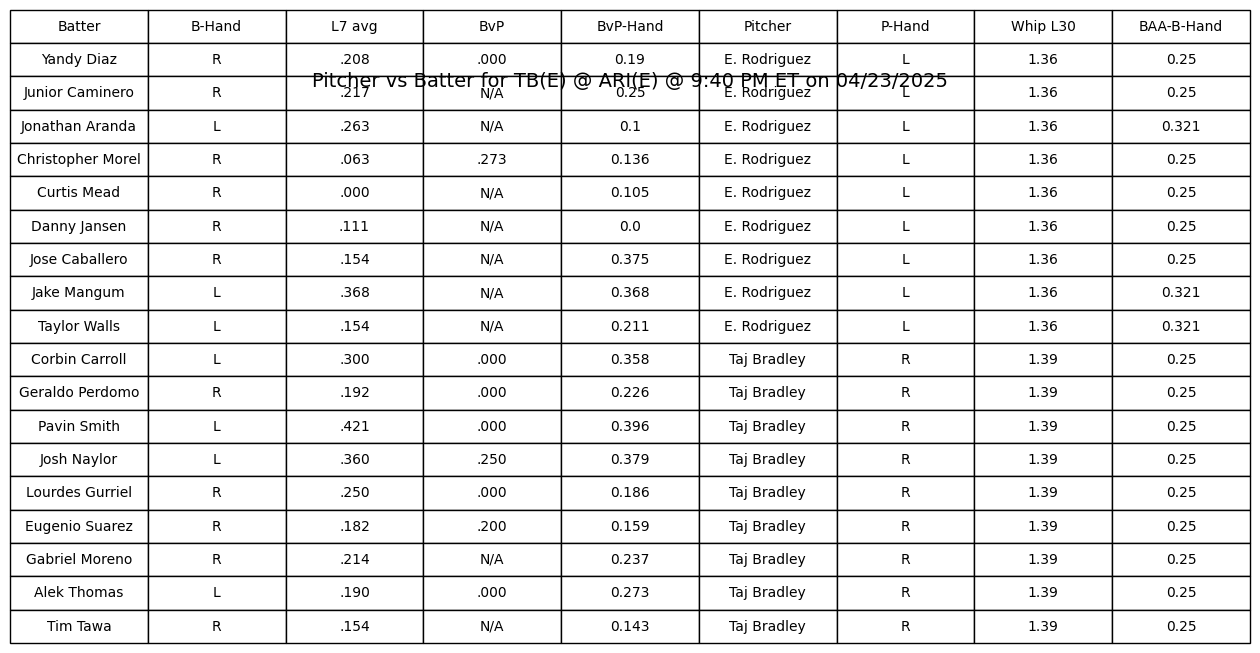 Batter B-Hand L7 avg BvP BvP-Hand Pitcher P-Hand Whip L30 BAA-B-Hand
Yandy Diaz R .208 .000 0.19 E. Rodriguez L 1.36 0.25
Pitcher vs Batter for TB(E) @ ARI(E) @ 9:40 PM ET on 04/23/2025
Junior Caminero R .217 N/A 0.25 E. Rodriguez L 1.36 0.25
Jonathan Aranda L .263 N/A 0.1 E. Rodriguez L 1.36 0.321
Christopher Morel R .063 .273 0.136 E. Rodriguez L 1.36 0.25
Curtis Mead R .000 N/A 0.105 E. Rodriguez L 1.36 0.25
Danny Jansen R .111 N/A 0.0 E. Rodriguez L 1.36 0.25
Jose Caballero R .154 N/A 0.375 E. Rodriguez L 1.36 0.25
Jake Mangum L .368 N/A 0.368 E. Rodriguez L 1.36 0.321
Taylor Walls L .154 N/A 0.211 E. Rodriguez L 1.36 0.321
Corbin Carroll L .300 .000 0.358 Taj Bradley R 1.39 0.25
Geraldo Perdomo R .192 .000 0.226 Taj Bradley R 1.39 0.25
Pavin Smith L .421 .000 0.396 Taj Bradley R 1.39 0.25
Josh Naylor L .360 .250 0.379 Taj Bradley R 1.39 0.25
Lourdes Gurriel R .250 .000 0.186 Taj Bradley R 1.39 0.25
Eugenio Suarez R .182 .200 0.159 Taj Bradley R 1.39 0.25
Gabriel Moreno R .214 N/A 0.237 Taj Bradley R 1.39 0.25
Alek Thomas L .190 .000 0.273 Taj Bradley R 1.39 0.25
Tim Tawa R .154 N/A 0.143 Taj Bradley R 1.39 0.25